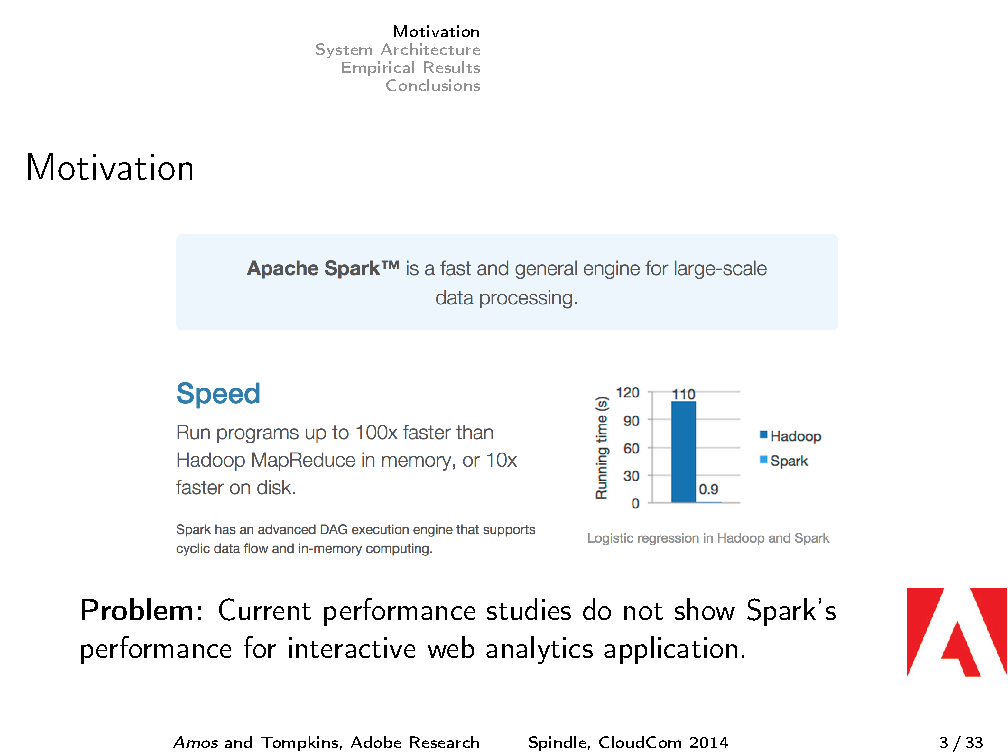 Motivation
System Architecture
Empirical Results
Conclusions
Motivation
Apache Spark™ is a fast and general engine for large-scale
data processing.
Speed
Run programs up to 100x faster than
Hadoop MapReduce in memory, or 10x
faster on disk.
Spark has an advanced DAG execution engine that supports
cyclic data flow and in-memory computing.
Running time (s)
120
90
60
30
0
110
0.9
Hadoop
Spark
Logistic regression in Hadoop and Spark
Problem: Current performance studies do not show Spark's
performance for interactive web analytics application.
Amos and Tompkins, Adobe Research Spindle, CloudCom 2014 3 / 33